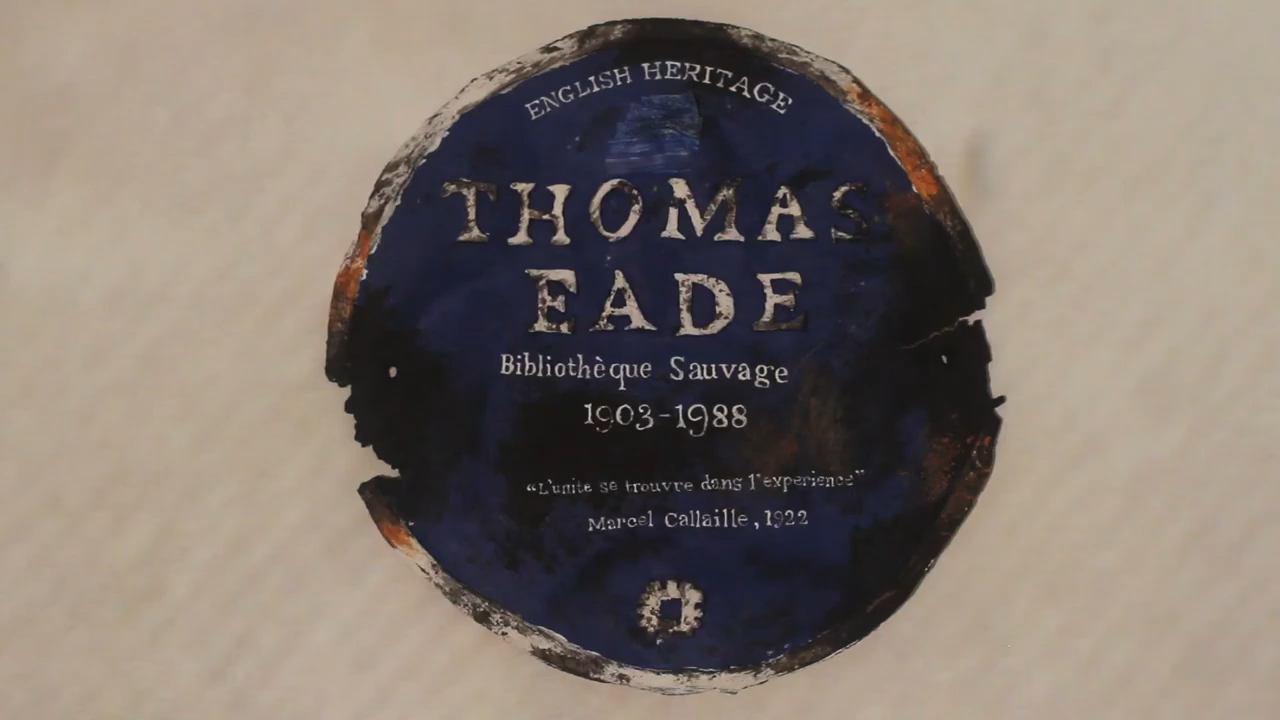 ENGLISH HERITAGE
THOMAS
EADE
Bibliothèque Sauvage
1903-1988
“L'unite se trouvre dans l'experience”
Marcel Callaille, 1922